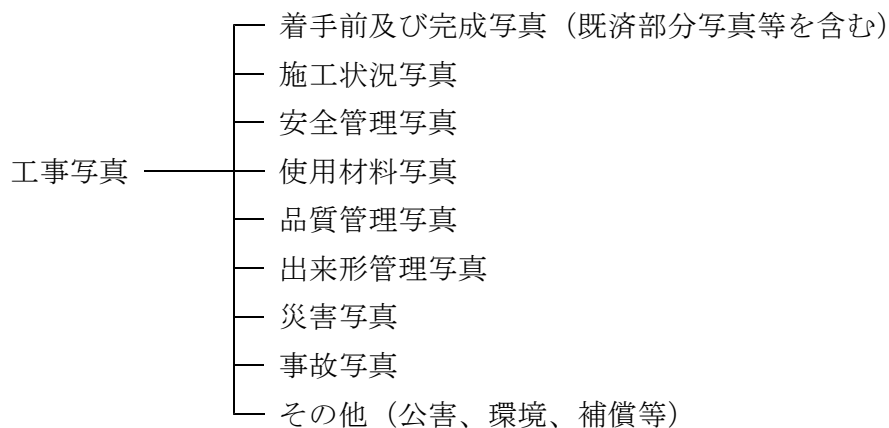 着手前及び完成写真（既済部分写真等を含む）
施工状況写真
安全管理写真
工事写真
使用材料写真
品質管理写真
出来形管理写真
災害写真
事故写真
その他（公害、環境、補償等）